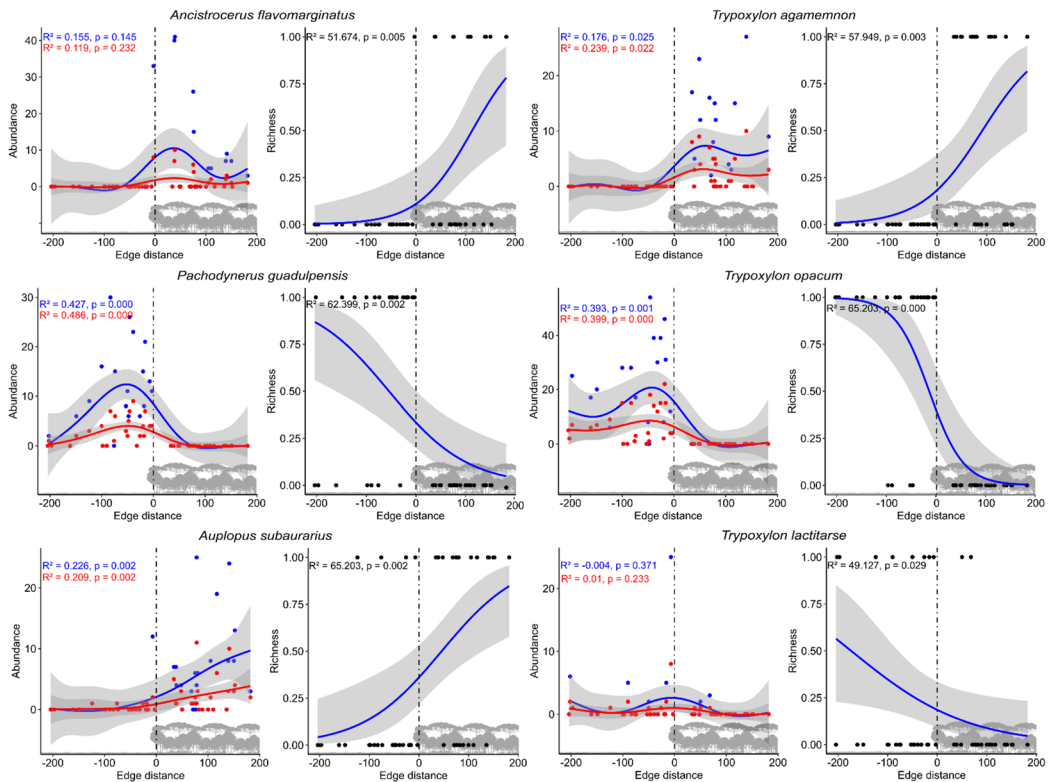 Ancistrocerus flavomarginatus
Trypoxylon agamemnon
R² = 0.155, p = 0.145
R² = 0.119, p = 0.232
40
30
20
10
0
Abundance
-200 -100 0 100 200
Edge distance
R² = 51.674, p = 0.005
1.00
0.75
0.50
0.25
0.00
Richness
-200 -100 0 100 200
Edge distance
R² = 0.176, p = 0.025
R² = 0.239, p = 0.022
20
10
0
Abundance
-200 -100 0 100 200
Edge distance
R² = 57.949, p = 0.003
1.00
0.75
0.50
0.25
0.00
Richness
-200 -100 0 100 200
Edge distance
Pachodynerus guadulpensis
Trypoxylon opacum
R² = 0.427, p = 0.000
R² = 0.486, p = 0.000
30
20
10
0
Abundance
-200 -100 0 100 200
Edge distance
R² = 62.399, p = 0.002
1.00
0.75
0.50
0.25
0.00
Richness
-200 -100 0 100 200
Edge distance
R² = 0.393, p = 0.001
R² = 0.399, p = 0.000
40
20
0
Abundance
-200 -100 0 100 200
Edge distance
R² = 65.203, p = 0.000
1.00
0.75
0.50
0.25
0.00
Richness
-200 -100 0 100 200
Edge distance
Auplopus subaurarius
Trypoxylon lactitarse
R² = 0.226, p = 0.002
R² = 0.209, p = 0.002
20
10
0
Abundance
-200 -100 0 100 200
Edge distance
R² = 65.203, p = 0.002
1.00
0.75
0.50
0.25
0.00
Richness
-200 -100 0 100 200
Edge distance
R² = -0.004, p = 0.371
R² = 0.01, p = 0.233
20
10
0
Abundance
-200 -100 0 100 200
Edge distance
R² = 49.127, p = 0.029
1.00
0.75
0.50
0.25
0.00
Richness
-200 -100 0 100 200
Edge distance